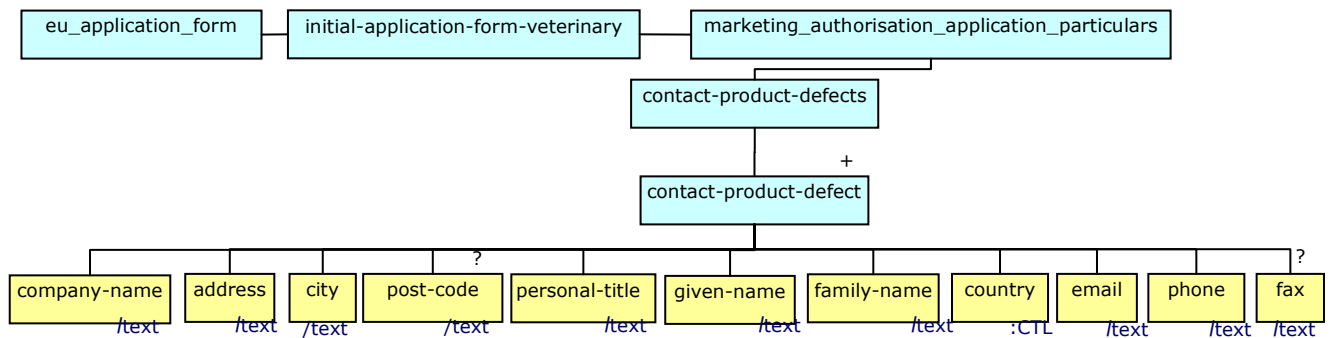 eu_application_form initial-application-form-veterinary marketing_authorisation_application_particulars
contact-product-defects
+
contact-product-defect
? ?
company-name address city post-code personal-title given-name family-name country email phone fax
/text /text /text /text /text /text /text :CTL /text /text /text